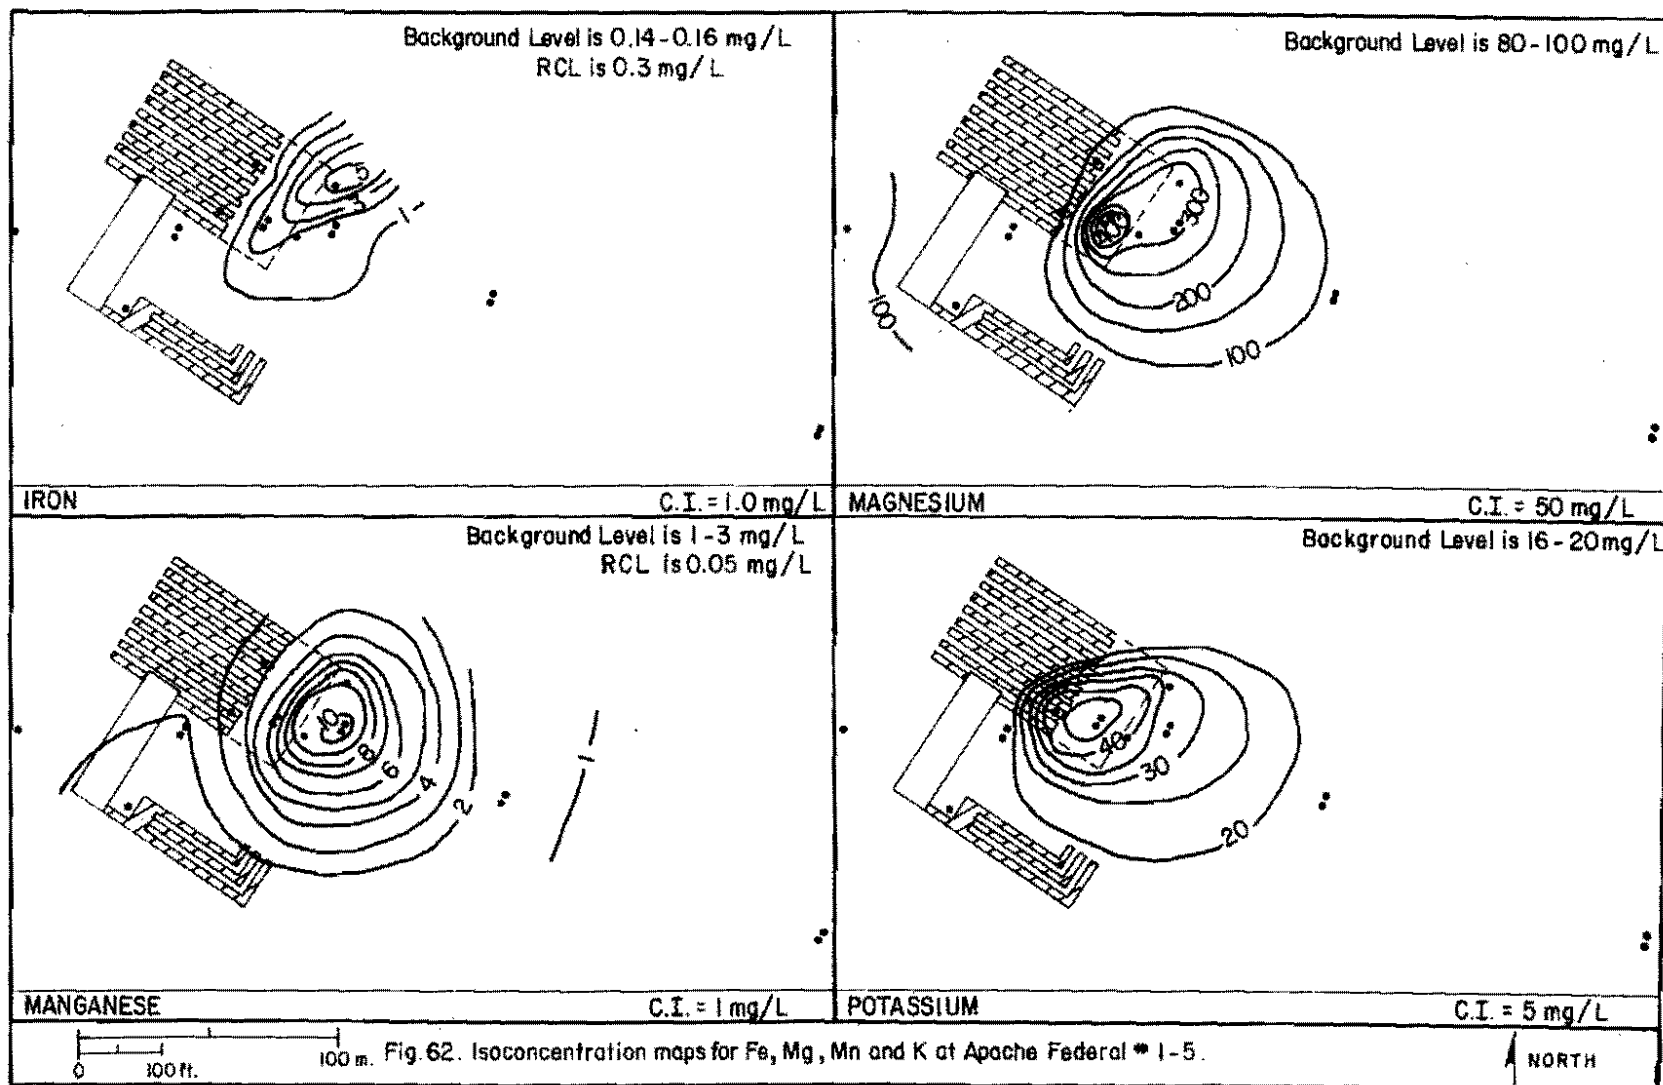 Background Level is 0.14-0.16 mg/L
RCL is 0.3 mg/L
5
3
1
IRON
C.I. = 1.0 mg/L
Background Level is 80-100 mg/L
300
200
100
100
MAGNESIUM
C.I. = 50 mg/L
Background Level is 1-3 mg/L
RCL is 0.05 mg/L
10
8
6
4
2
1
MANGANESE
C.I. = 1 mg/L
Background Level is 16-20mg/L
40
30
20
POTASSIUM
C.I. = 5 mg/L
0 100 ft. 100 m.
Fig.62. Isoconcentration maps for Fe, Mg, Mn and K at Apache Federal # 1-5.
NORTH